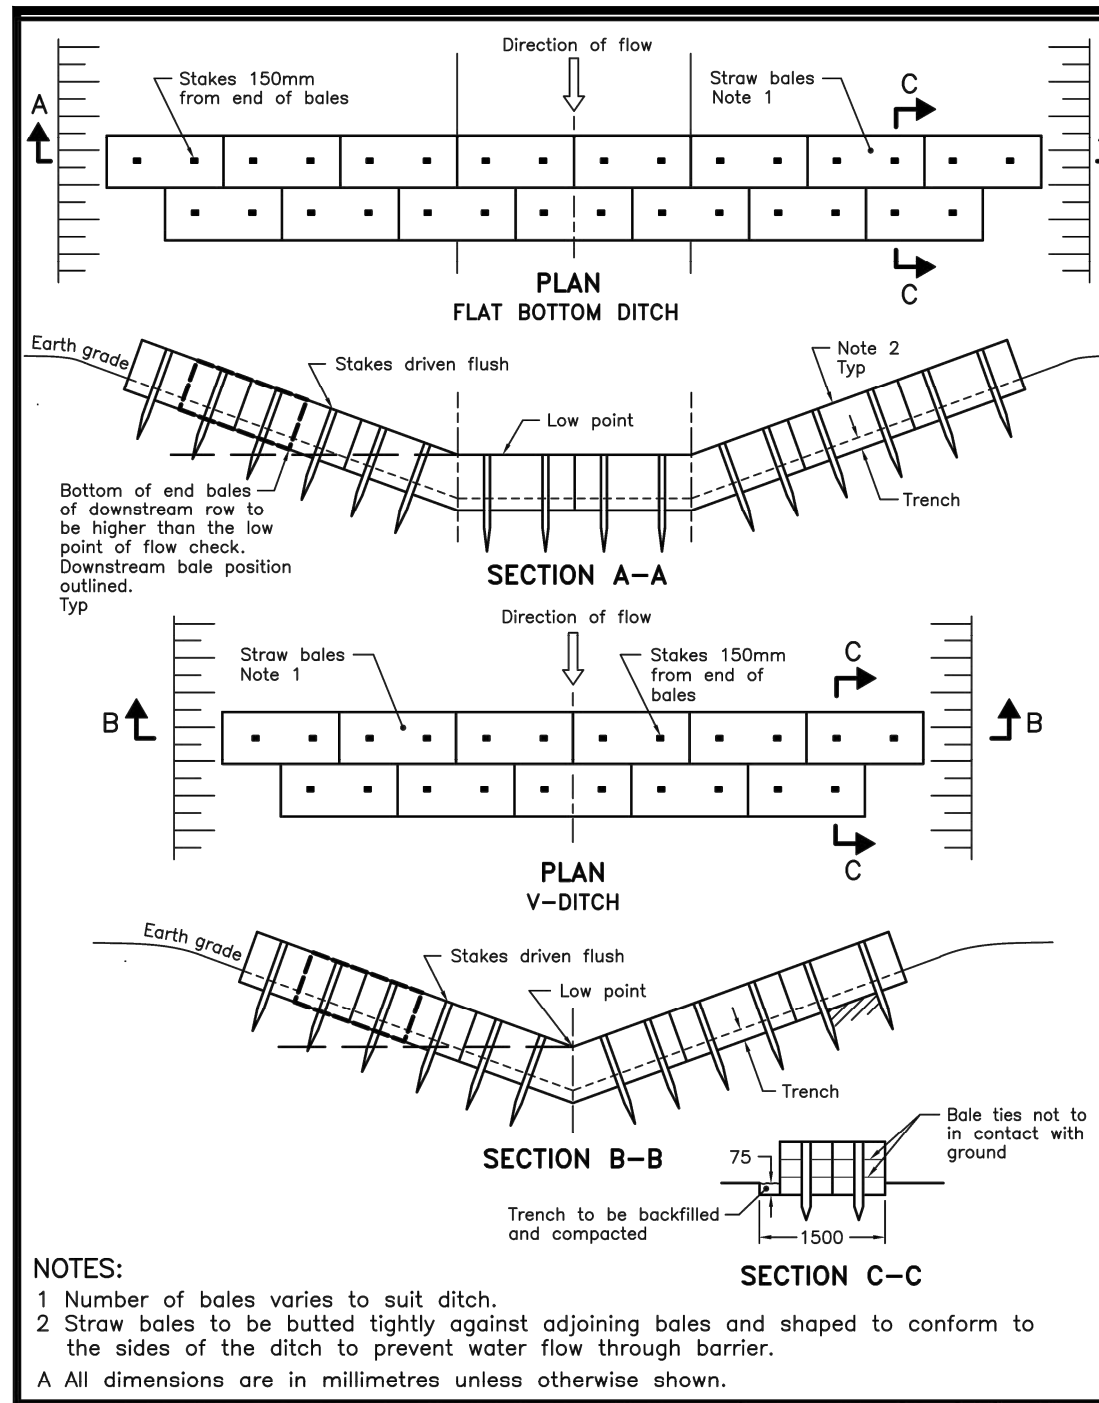 Direction of flow
Stakes 150mm
from end of bales
Straw bales
Note 1
C
A
C
PLAN
FLAT BOTTOM DITCH
Earth grade
Stakes driven flush
Note 2
Typ
Low point
Trench
Bottom of end bales
of downstream row to
be higher than the low
point of flow check.
Downstream bale position
outlined.
Typ
SECTION A-A
Direction of flow
Straw bales
Note 1
Stakes 150mm
from end of
bales
C
B
B
C
PLAN
V-DITCH
Earth grade
Stakes driven flush
Low point
Trench
SECTION B-B
Bale ties not to
in contact with
ground
75
Trench to be backfilled
and compacted
1500
SECTION C-C
NOTES:
1 Number of bales varies to suit ditch.
2 Straw bales to be butted tightly against adjoining bales and shaped to conform to
the sides of the ditch to prevent water flow through barrier.
A All dimensions are in millimetres unless otherwise shown.